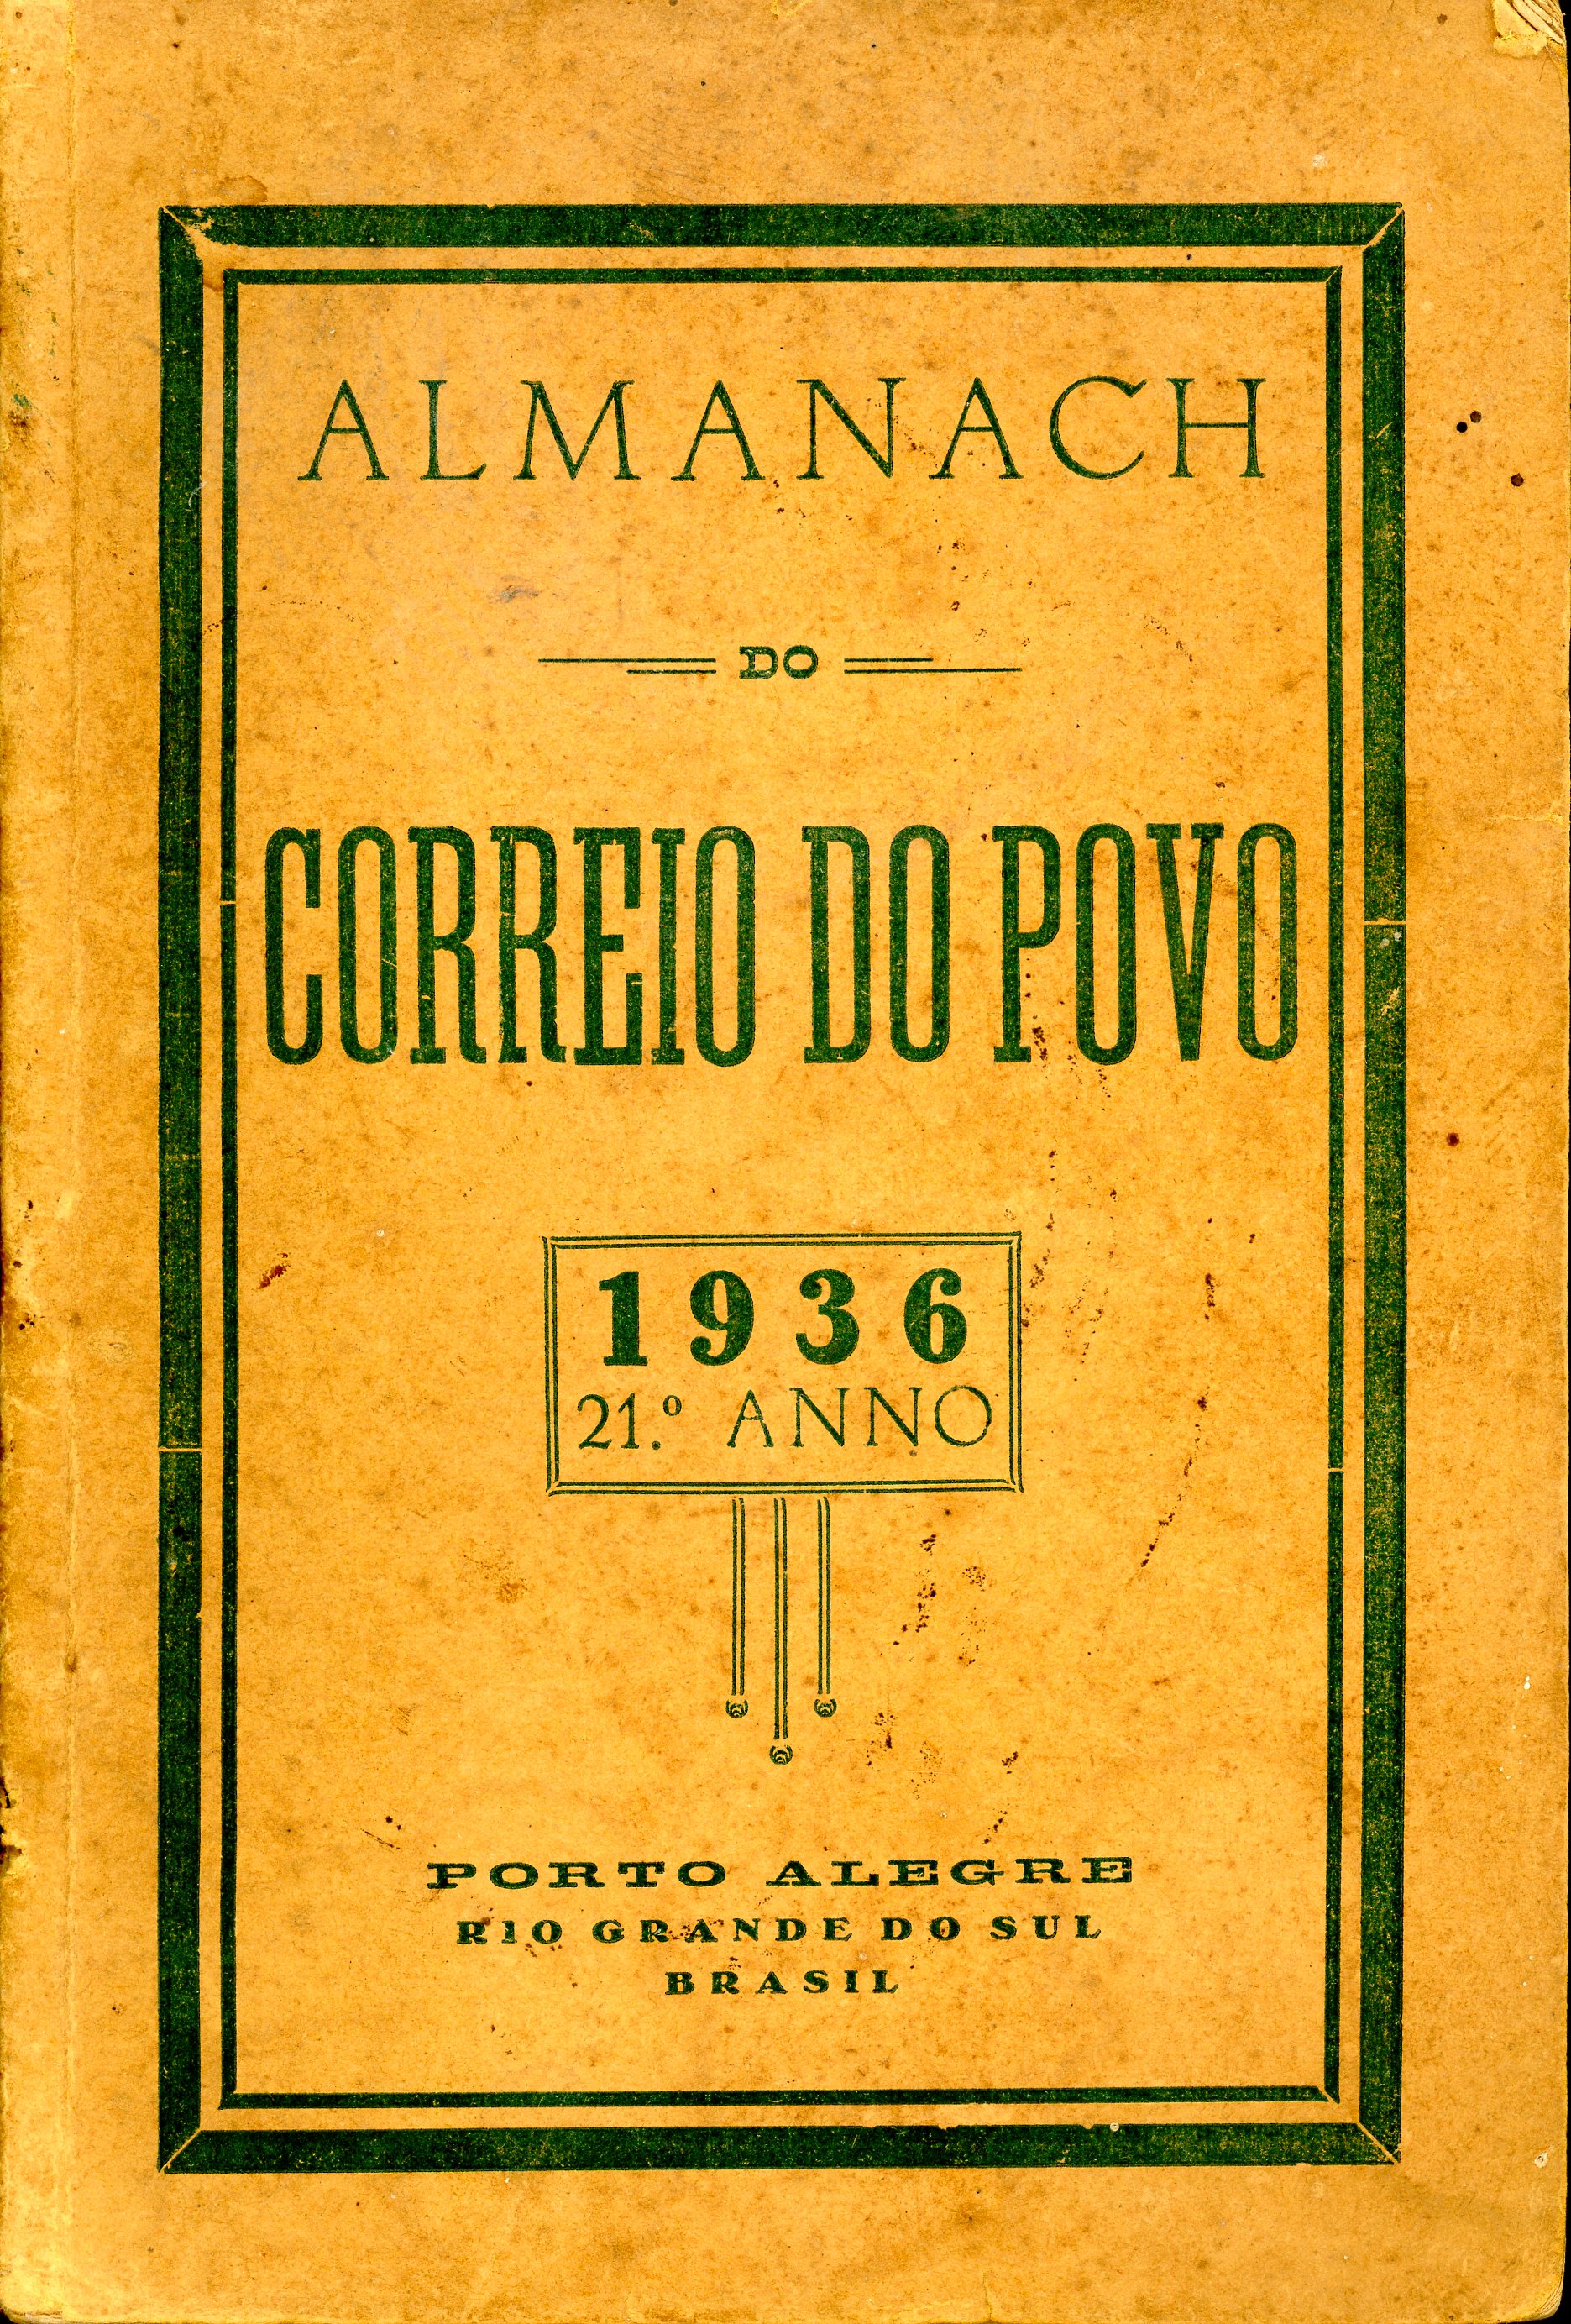 ALMANACH
DO
CORREIO DO POVO
1936
21.º ANNO
PORTO ALEGRE
RIO GRANDE DO SUL
BRASIL